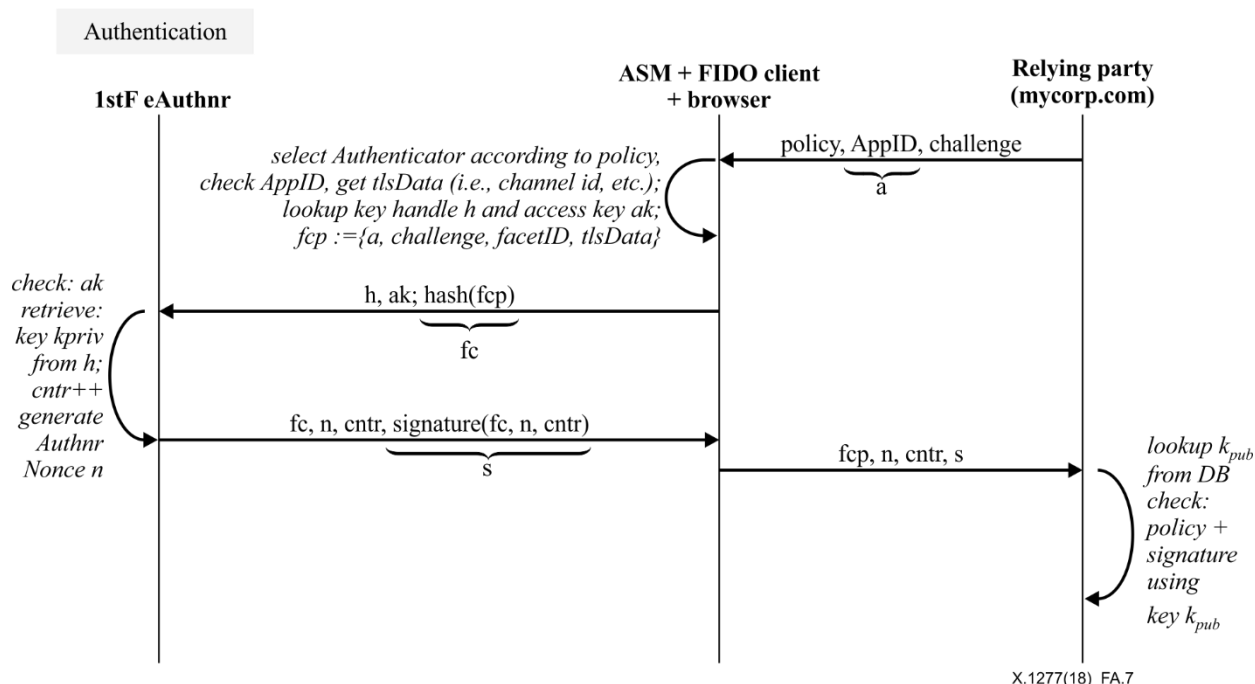 Authentication
1stF eAuthnr
ASM + FIDO client
+ browser
Relying party
(mycorp.com)
policy, AppID, challenge
a
select Authenticator according to policy,
check AppID, get tlsData (i.e., channel id, etc.);
lookup key handle h and access key ak;
fcp :={a, challenge, facetID, tlsData}
h, ak; hash(fcp)
fc
check: ak
retrieve:
key kpriv
from h;
cntr++
generate
Authnr
Nonce n
fc, n, cntr, signature(fc, n, cntr)
s
fcp, n, cntr, s
lookup kpub
from DB
check:
policy +
signature
using
key kpub
X.1277(18)_FA.7